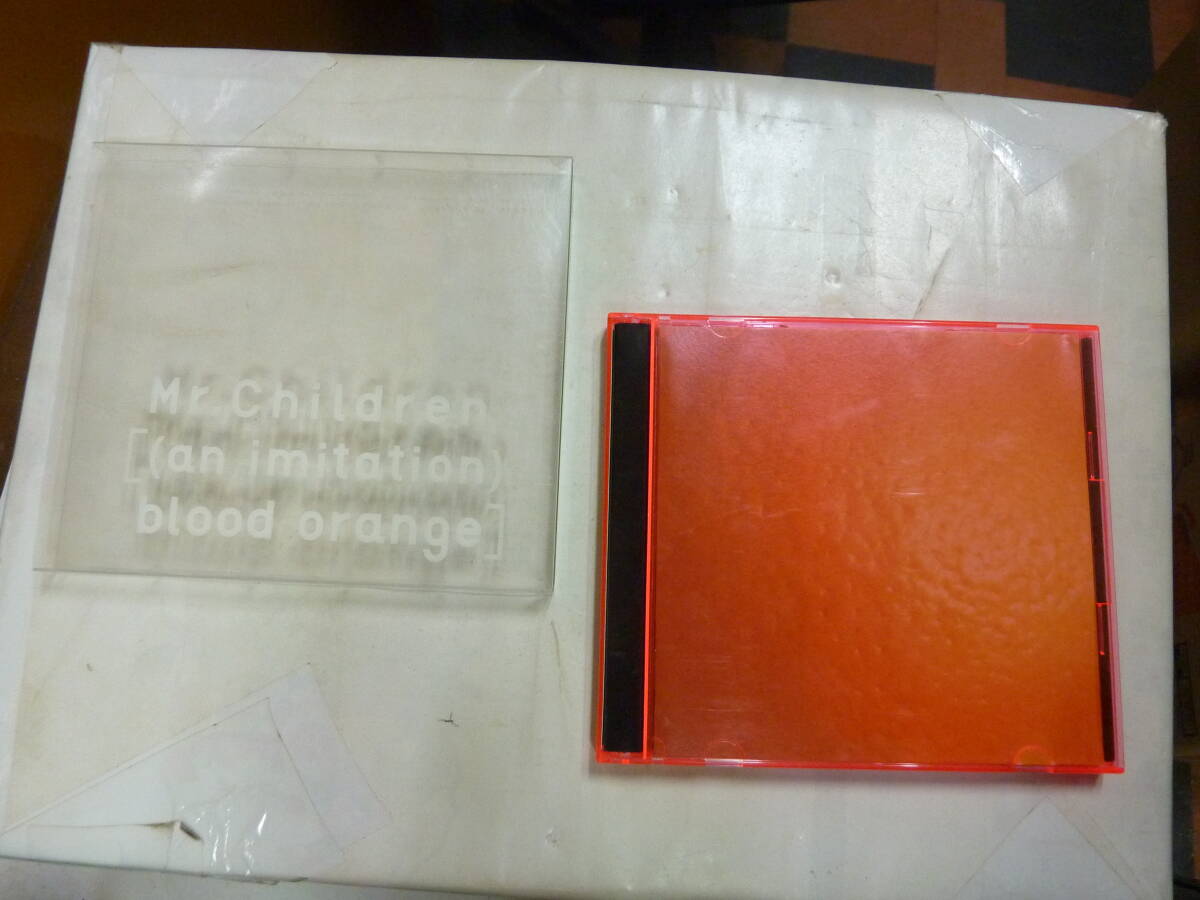 Mr.Children
[(an imitation)
blood orange]